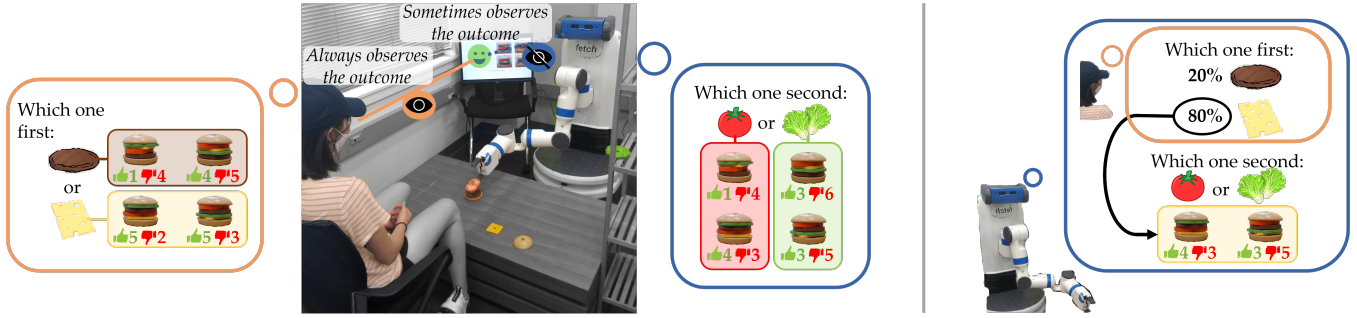 Which one
first:
1 4
4 5
or
5 2
5 3
Sometimes observes
the outcome
Always observes
the outcome
fetch
Which one second:
or
1 4
3 6
4 3
3 5
Which one first:
20%
80%
Which one second:
or
4 3
3 5
fetch